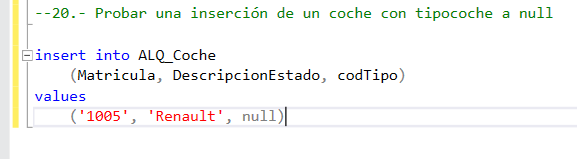 --20.- Probar una inserción de un coche con tipocoche a null
insert into ALQ_Coche
(Matricula, DescripcionEstado, codTipo)
values
('1005', 'Renault', null)